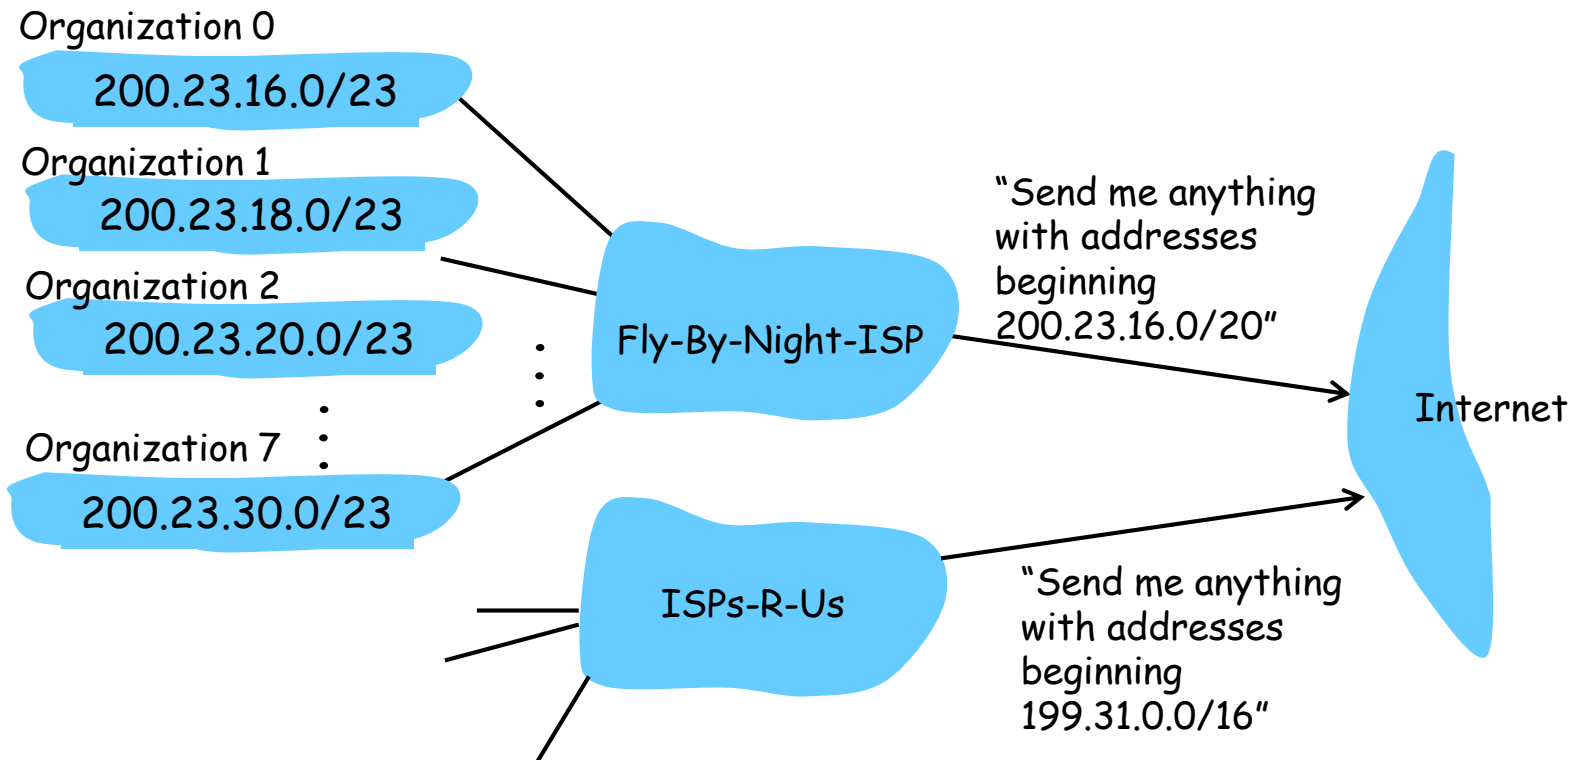 Organization 0
200.23.16.0/23
Organization 1
200.23.18.0/23
Organization 2
200.23.20.0/23
Organization 7
200.23.30.0/23
Fly-By-Night-ISP
“Send me anything
with addresses
beginning
200.23.16.0/20”
Internet
ISPs-R-Us
“Send me anything
with addresses
beginning
199.31.0.0/16”